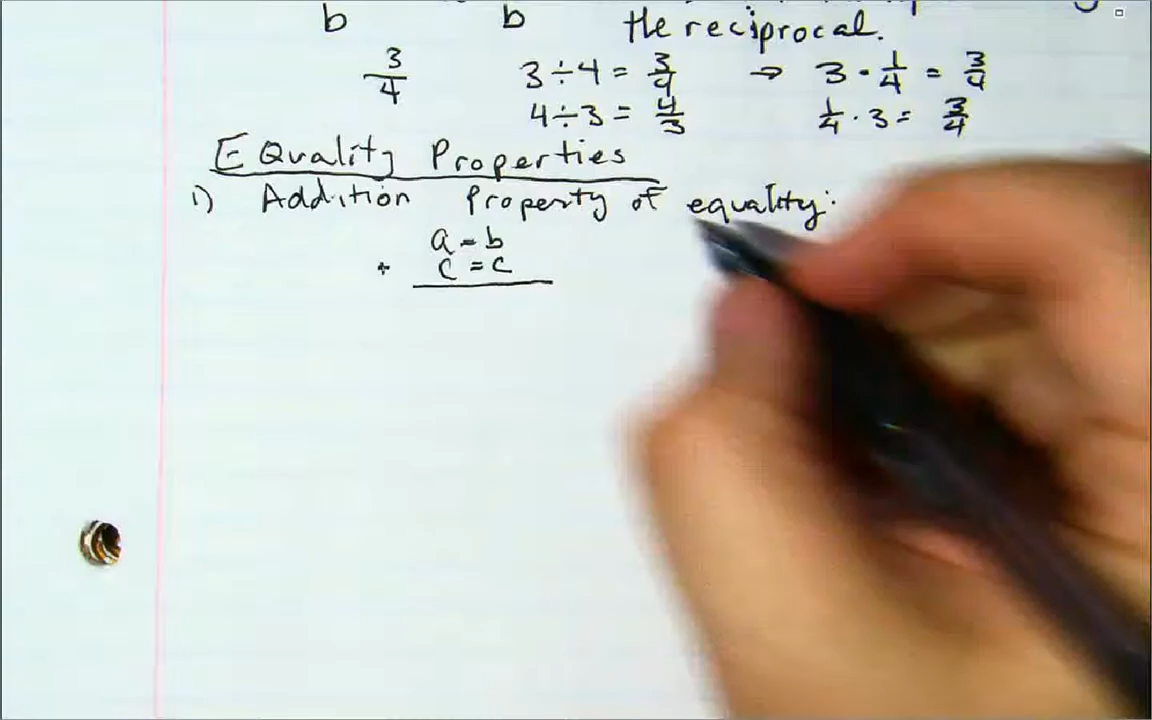 b b the reciprocal.
3/4 3 ÷ 4 = 3/4 → 3 · 1/4 = 3/4
4 ÷ 3 = 4/3 1/4 · 3 = 3/4
Equality Properties
1) Addition Property of equality:
a = b
+ c = c